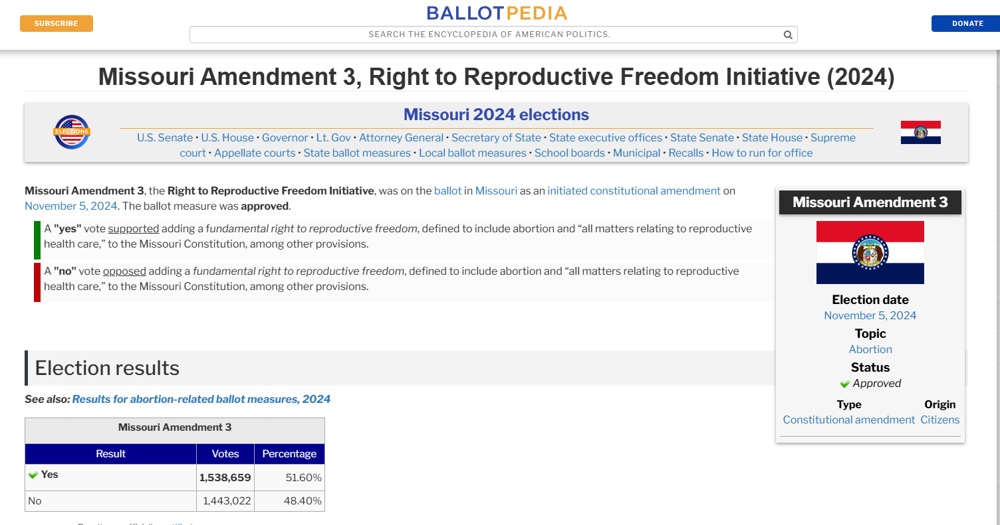 SUBSCRIBE
BALLOTPEDIA
SEARCH THE ENCYCLOPEDIA OF AMERICAN POLITICS.
DONATE
Missouri Amendment 3, Right to Reproductive Freedom Initiative (2024)
ELECTIONS
Missouri 2024 elections
U.S. Senate • U.S. House • Governor • Lt. Gov • Attorney General • Secretary of State • State executive offices • State Senate • State House • Supreme
court • Appellate courts • State ballot measures • Local ballot measures • School boards • Municipal • Recalls • How to run for office
Missouri Amendment 3, the Right to Reproductive Freedom Initiative, was on the ballot in Missouri as an initiated constitutional amendment on
November 5, 2024. The ballot measure was approved.
A "yes" vote supported adding a fundamental right to reproductive freedom, defined to include abortion and “all matters relating to reproductive
health care,” to the Missouri Constitution, among other provisions.
A "no" vote opposed adding a fundamental right to reproductive freedom, defined to include abortion and “all matters relating to reproductive
health care,” to the Missouri Constitution, among other provisions.
Missouri Amendment 3
Election date
November 5, 2024
Topic
Abortion
Status
Approved
Type Origin
Constitutional amendment Citizens
Election results
See also: Results for abortion-related ballot measures, 2024
Missouri Amendment 3
Result Votes Percentage
Yes 1,538,659 51.60%
No 1,443,022 48.40%